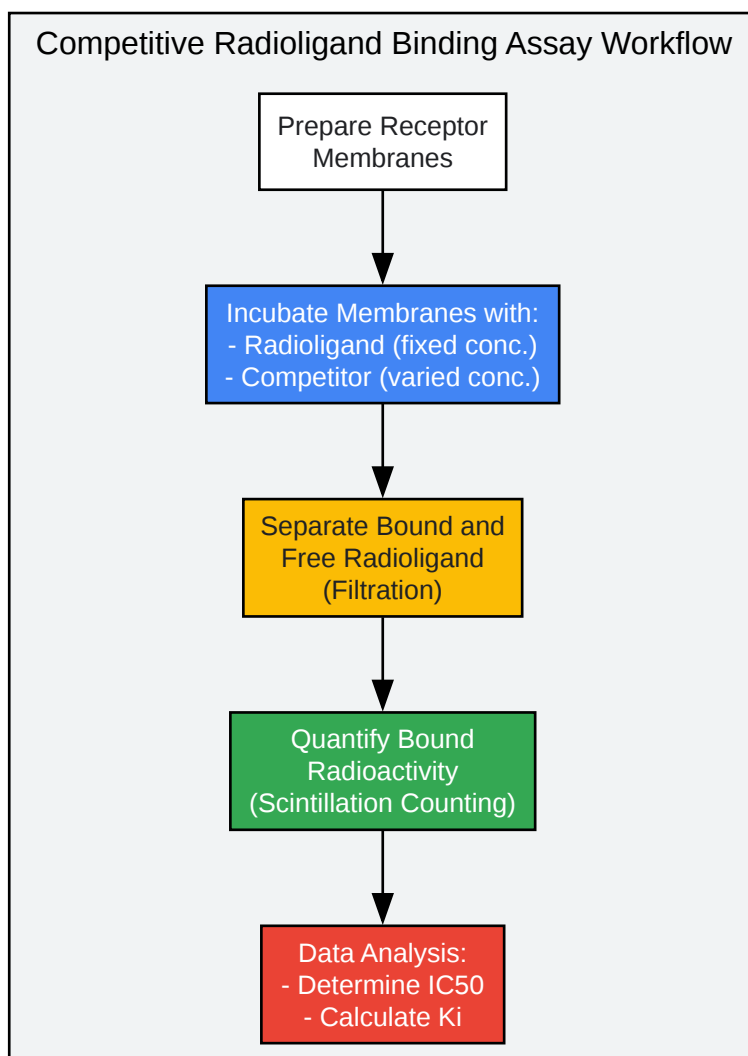 Competitive Radioligand Binding Assay Workflow
Prepare Receptor
Membranes
Incubate Membranes with:
- Radioligand (fixed conc.)
- Competitor (varied conc.)
Separate Bound and
Free Radioligand
(Filtration)
Quantify Bound
Radioactivity
(Scintillation Counting)
Data Analysis:
- Determine IC50
- Calculate Ki